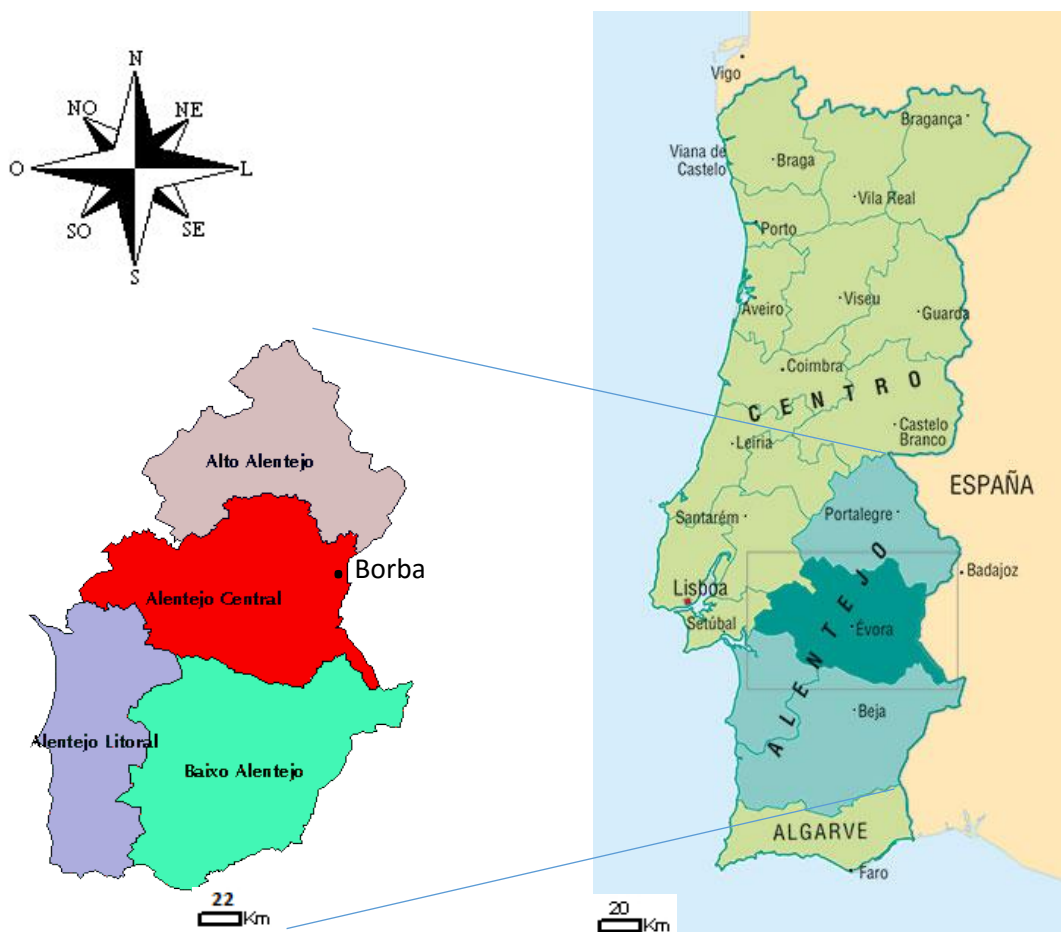 N
NO
NE
O
L
SO
SE
S
Alto Alentejo
Borba
Alentejo Central
Alentejo Litoral
Baixo Alentejo
22
Km
Vigo
Bragança
Viana de
Castelo
Braga
Vila Real
Porto
Aveiro
Viseu
Guarda
Coimbra
CENTRO
Castelo
Branco
Leiria
ESPAÑA
Santarém
Portalegre
Badajoz
Lisboa
Setúbal
Évora
ALENTEJO
Beja
ALGARVE
Faro
20
Km